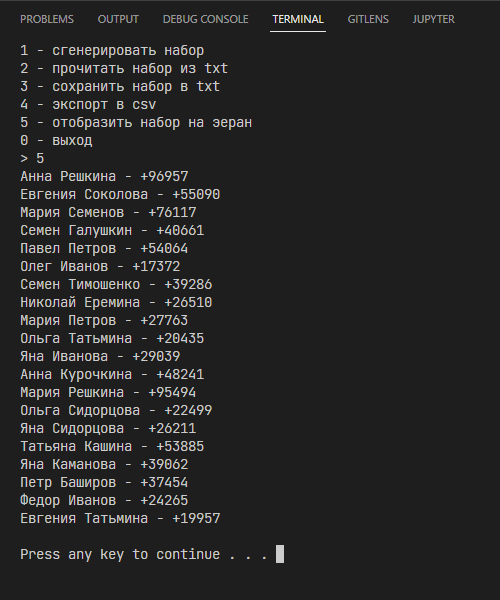 PROBLEMS OUTPUT DEBUG CONSOLE TERMINAL GITLENS JUPYTER
1 - сгенерировать набор
2 - прочитать набор из txt
3 - сохранить набор в txt
4 - экспорт в csv
5 - отобразить набор на эеран
0 - выход
> 5
Анна Решкина - +96957
Евгения Соколова - +55090
Мария Семенов - +76117
Семен Галушкин - +40661
Павел Петров - +54064
Олег Иванов - +17372
Семен Тимошенко - +39286
Николай Еремина - +26510
Мария Петров - +27763
Ольга Татьмина - +20435
Яна Иванова - +29039
Анна Курочкина - +48241
Мария Решкина - +95494
Ольга Сидорцова - +22499
Яна Сидорцова - +26211
Татьяна Кашина - +53885
Яна Каманова - +39062
Петр Баширов - +37454
Федор Иванов - +24265
Евгения Татьмина - +19957
Press any key to continue . . .